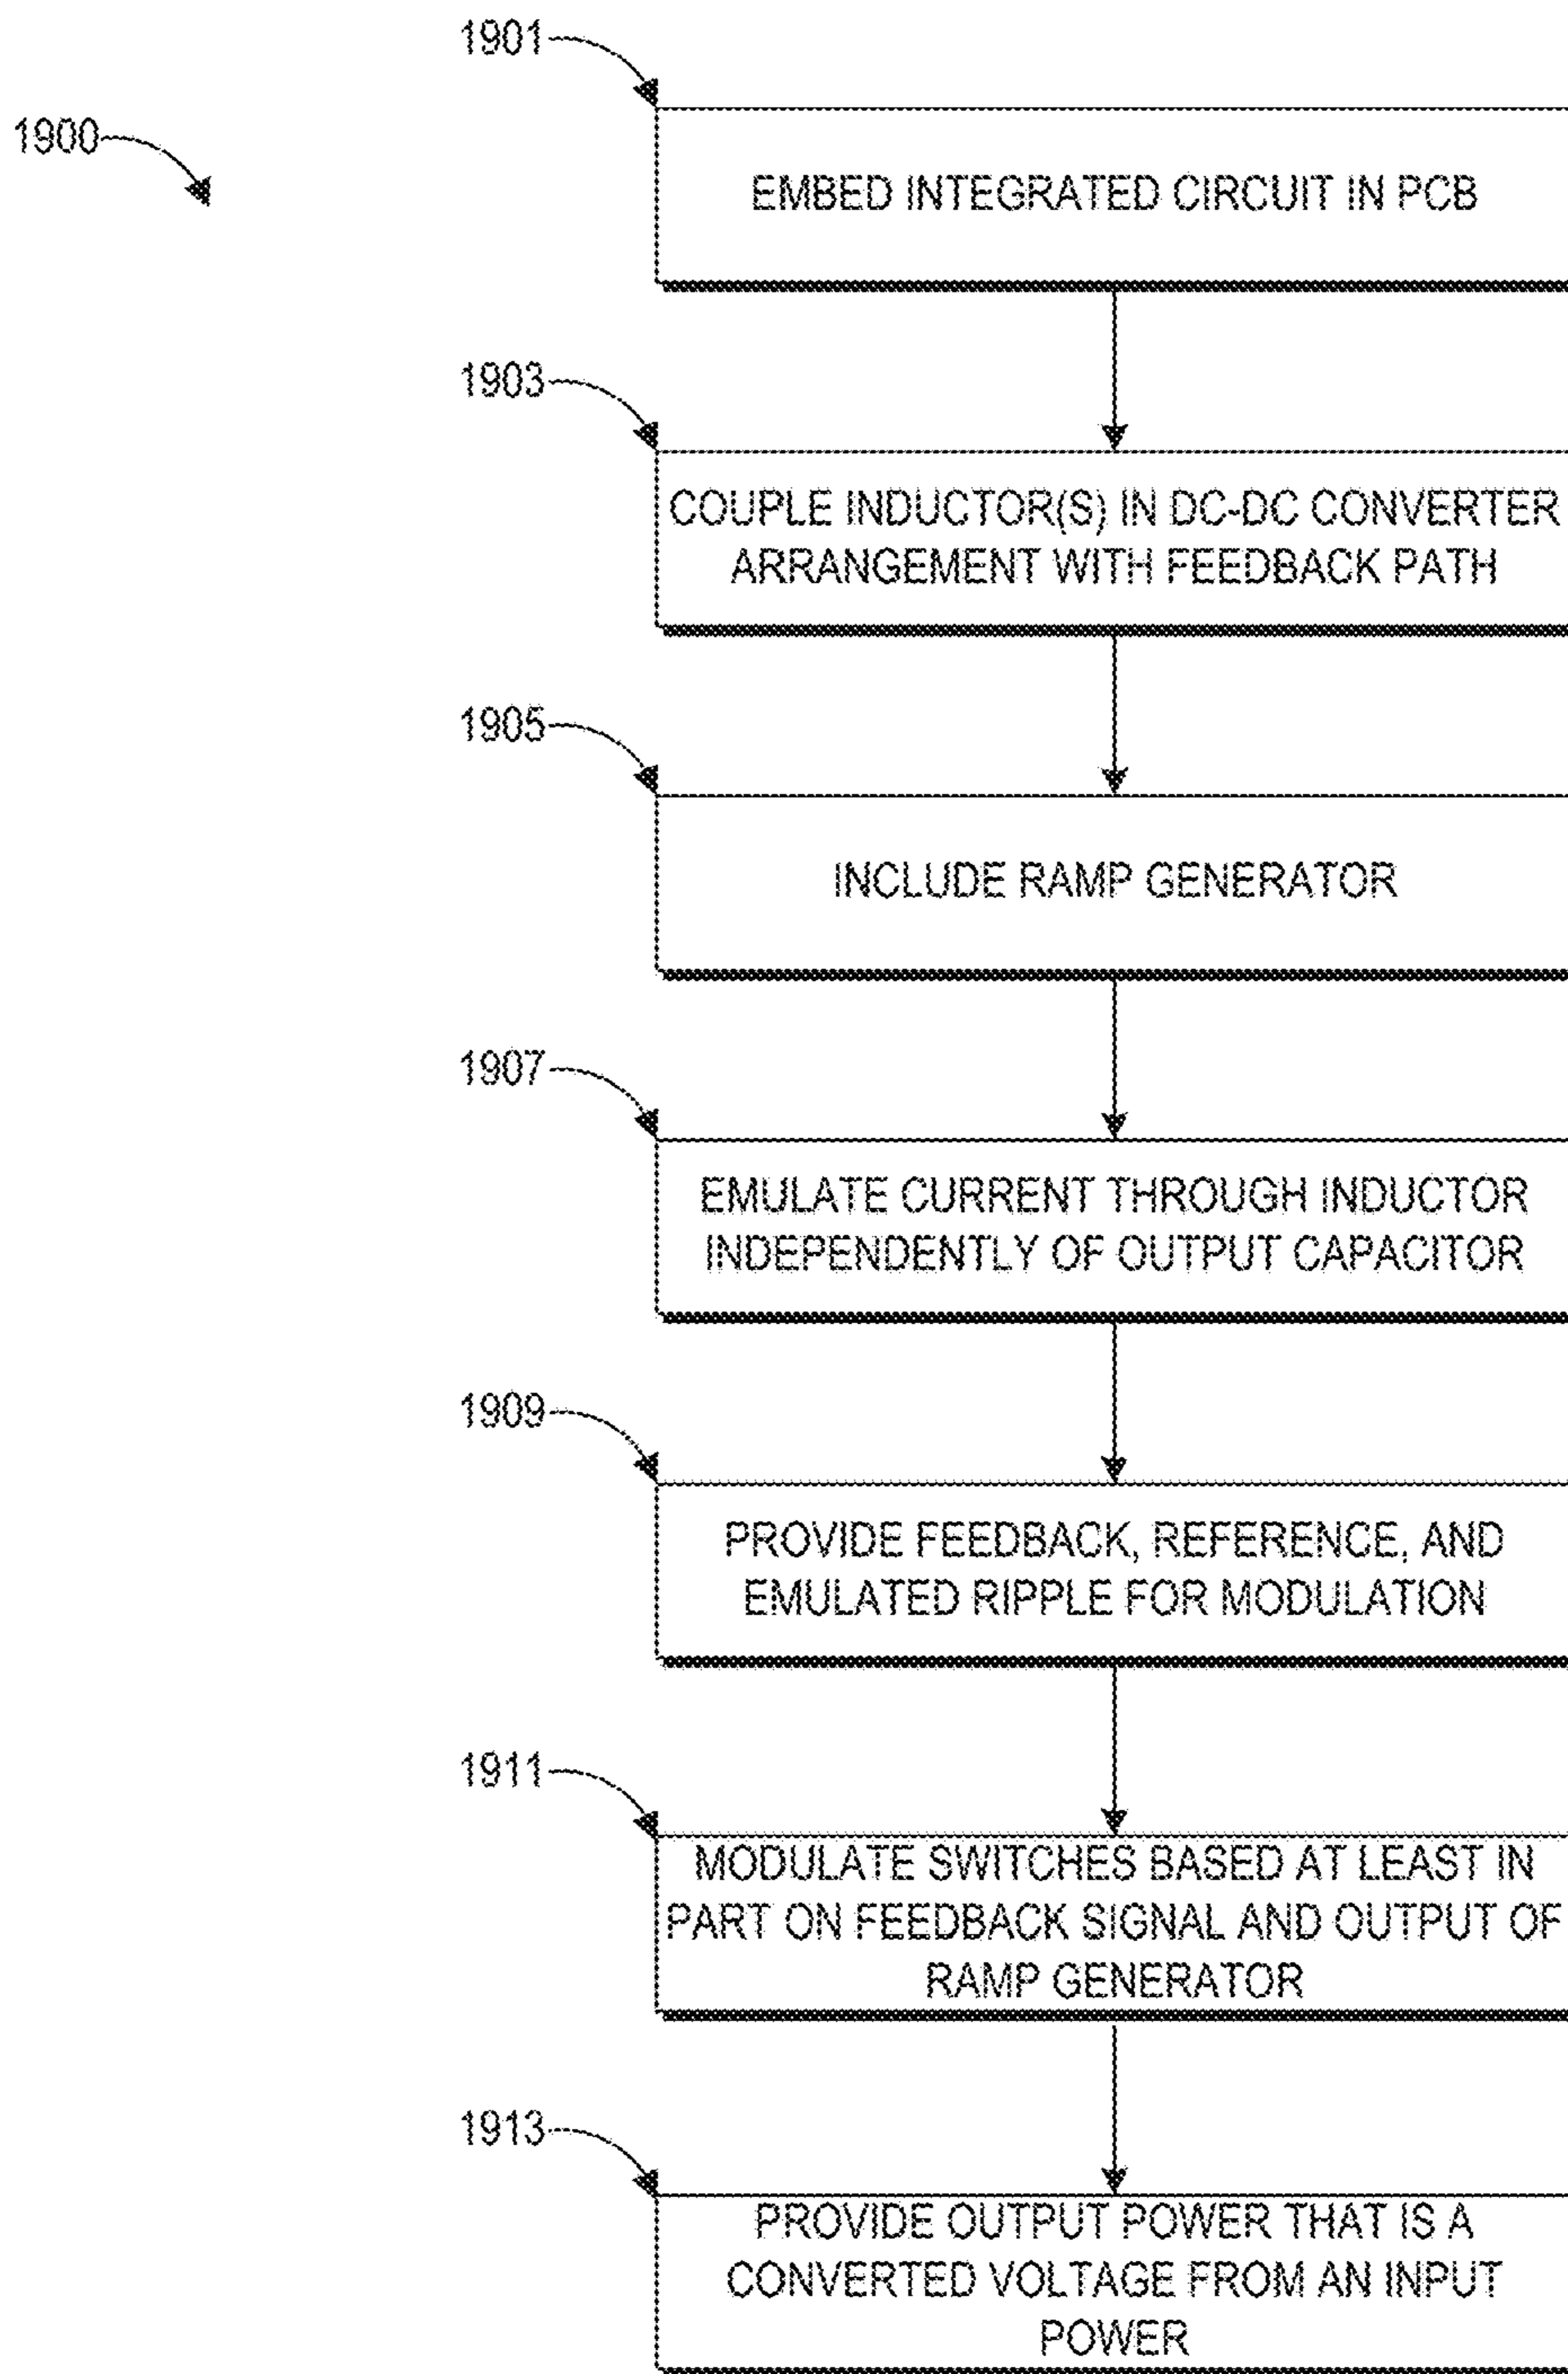 1901
1900
EMBED INTEGRATED CIRCUIT IN PCB
1903
COUPLE INDUCTOR(S) IN DC-DC CONVERTER
ARRANGEMENT WITH FEEDBACK PATH
1905
INCLUDE RAMP GENERATOR
1907
EMULATE CURRENT THROUGH INDUCTOR
INDEPENDENTLY OF OUTPUT CAPACITOR
1909
PROVIDE FEEDBACK, REFERENCE, AND
EMULATED RIPPLE FOR MODULATION
1911
MODULATE SWITCHES BASED AT LEAST IN
PART ON FEEDBACK SIGNAL AND OUTPUT OF
RAMP GENERATOR
1913
PROVIDE OUTPUT POWER THAT IS A
CONVERTED VOLTAGE FROM AN INPUT
POWER